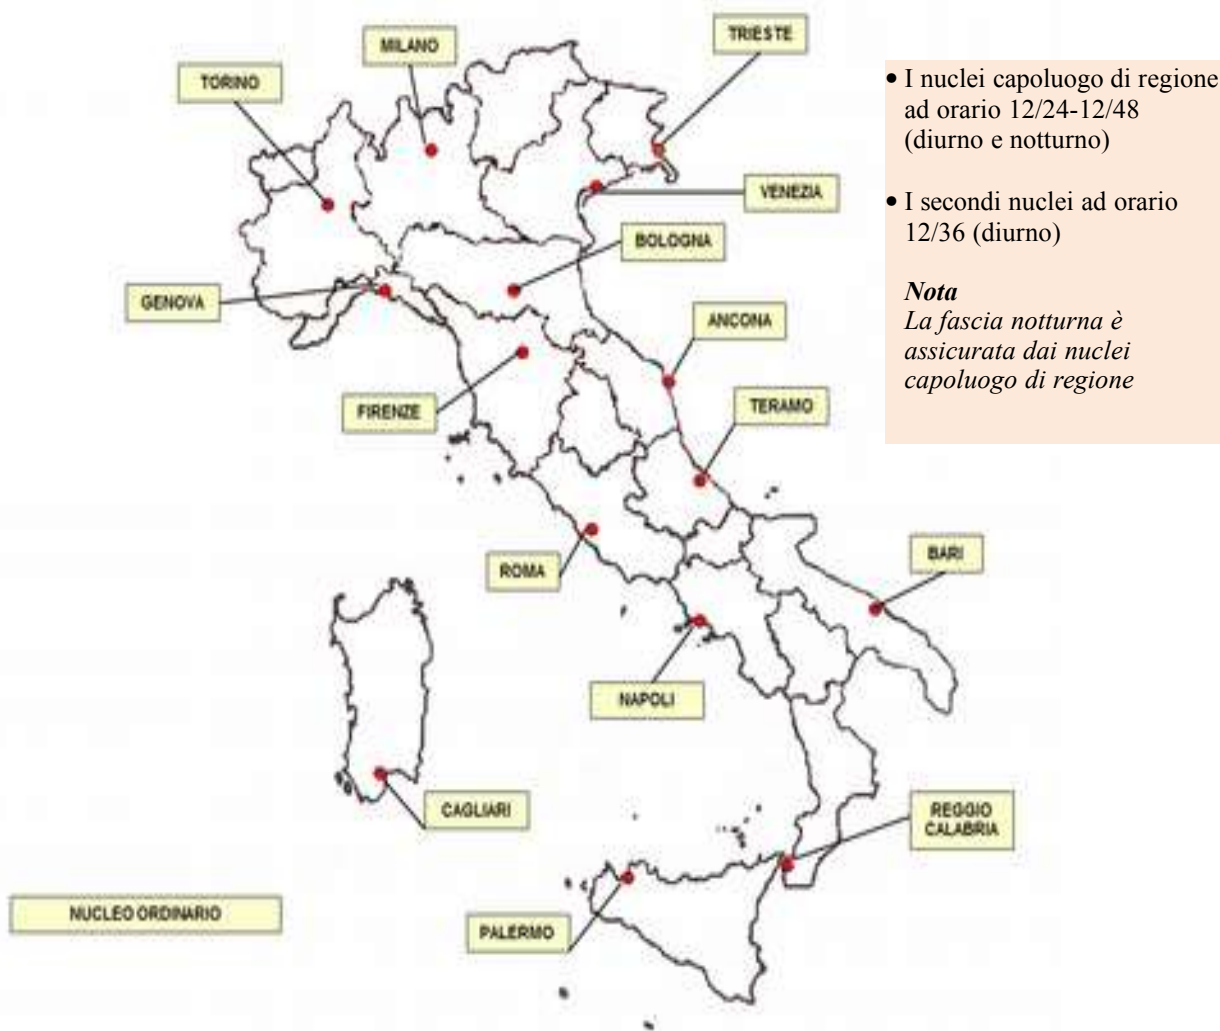 TRIESTE
MILANO
TORINO
VENEZIA
BOLOGNA
GENOVA
ANCONA
FIRENZE
TERAMO
ROMA
BARI
NAPOLI
CAGLIARI
REGGIO
CALABRIA
NUCLEO ORDINARIO
PALERMO
• I nuclei capoluogo di regione
ad orario 12/24-12/48
(diurno e notturno)
• I secondi nuclei ad orario
12/36 (diurno)
Nota
La fascia notturna è
assicurata dai nuclei
capoluogo di regione